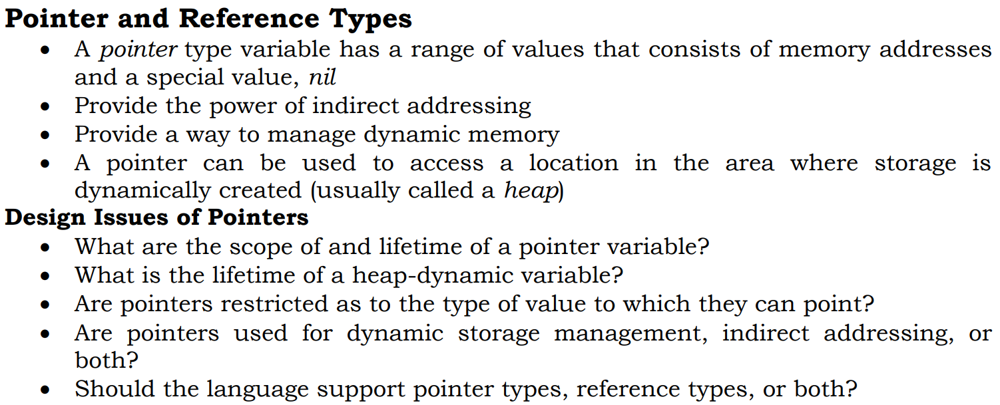 Pointer and Reference Types
• A pointer type variable has a range of values that consists of memory addresses
and a special value, nil
• Provide the power of indirect addressing
• Provide a way to manage dynamic memory
• A pointer can be used to access a location in the area where storage is
dynamically created (usually called a heap)
Design Issues of Pointers
• What are the scope of and lifetime of a pointer variable?
• What is the lifetime of a heap-dynamic variable?
• Are pointers restricted as to the type of value to which they can point?
• Are pointers used for dynamic storage management, indirect addressing, or
both?
• Should the language support pointer types, reference types, or both?